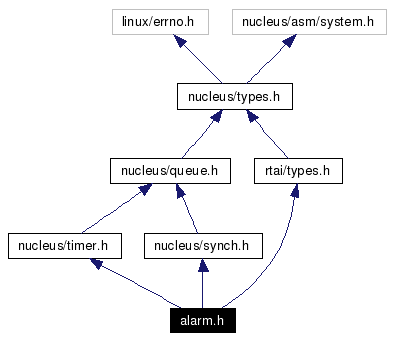 linux/errno.h
nucleus/asm/system.h
nucleus/types.h
nucleus/queue.h
rtai/types.h
nucleus/timer.h
nucleus/synch.h
alarm.h